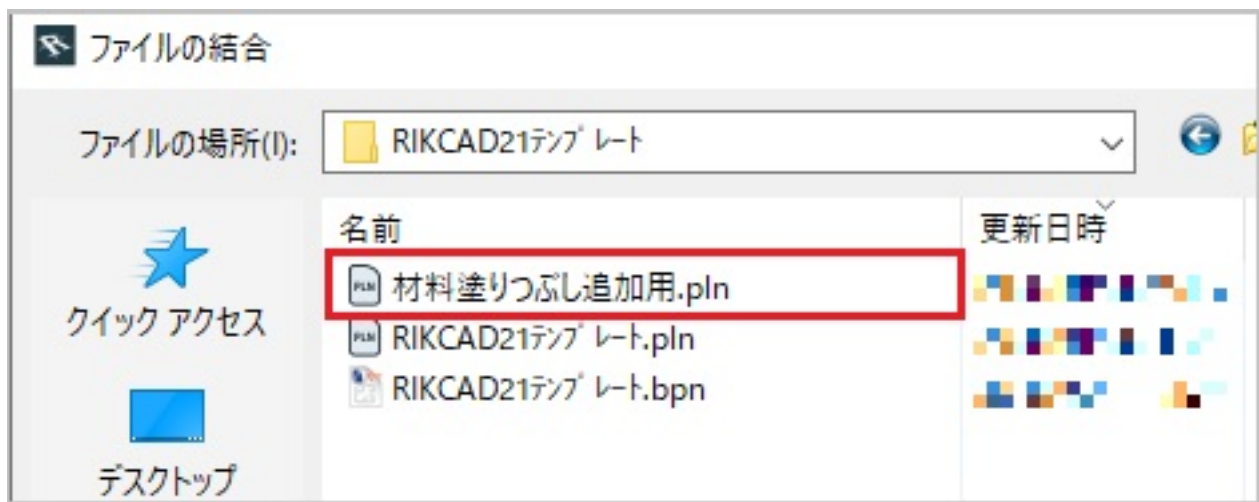 ファイルの結合
ファイルの場所(I):
RIKCAD21ﾃﾝﾌﾟﾚｰﾄ
名前
更新日時
材料塗りつぶし追加用.pln
RIKCAD21ﾃﾝﾌﾟﾚｰﾄ.pln
RIKCAD21ﾃﾝﾌﾟﾚｰﾄ.bpn
クイック アクセス
デスクトップ